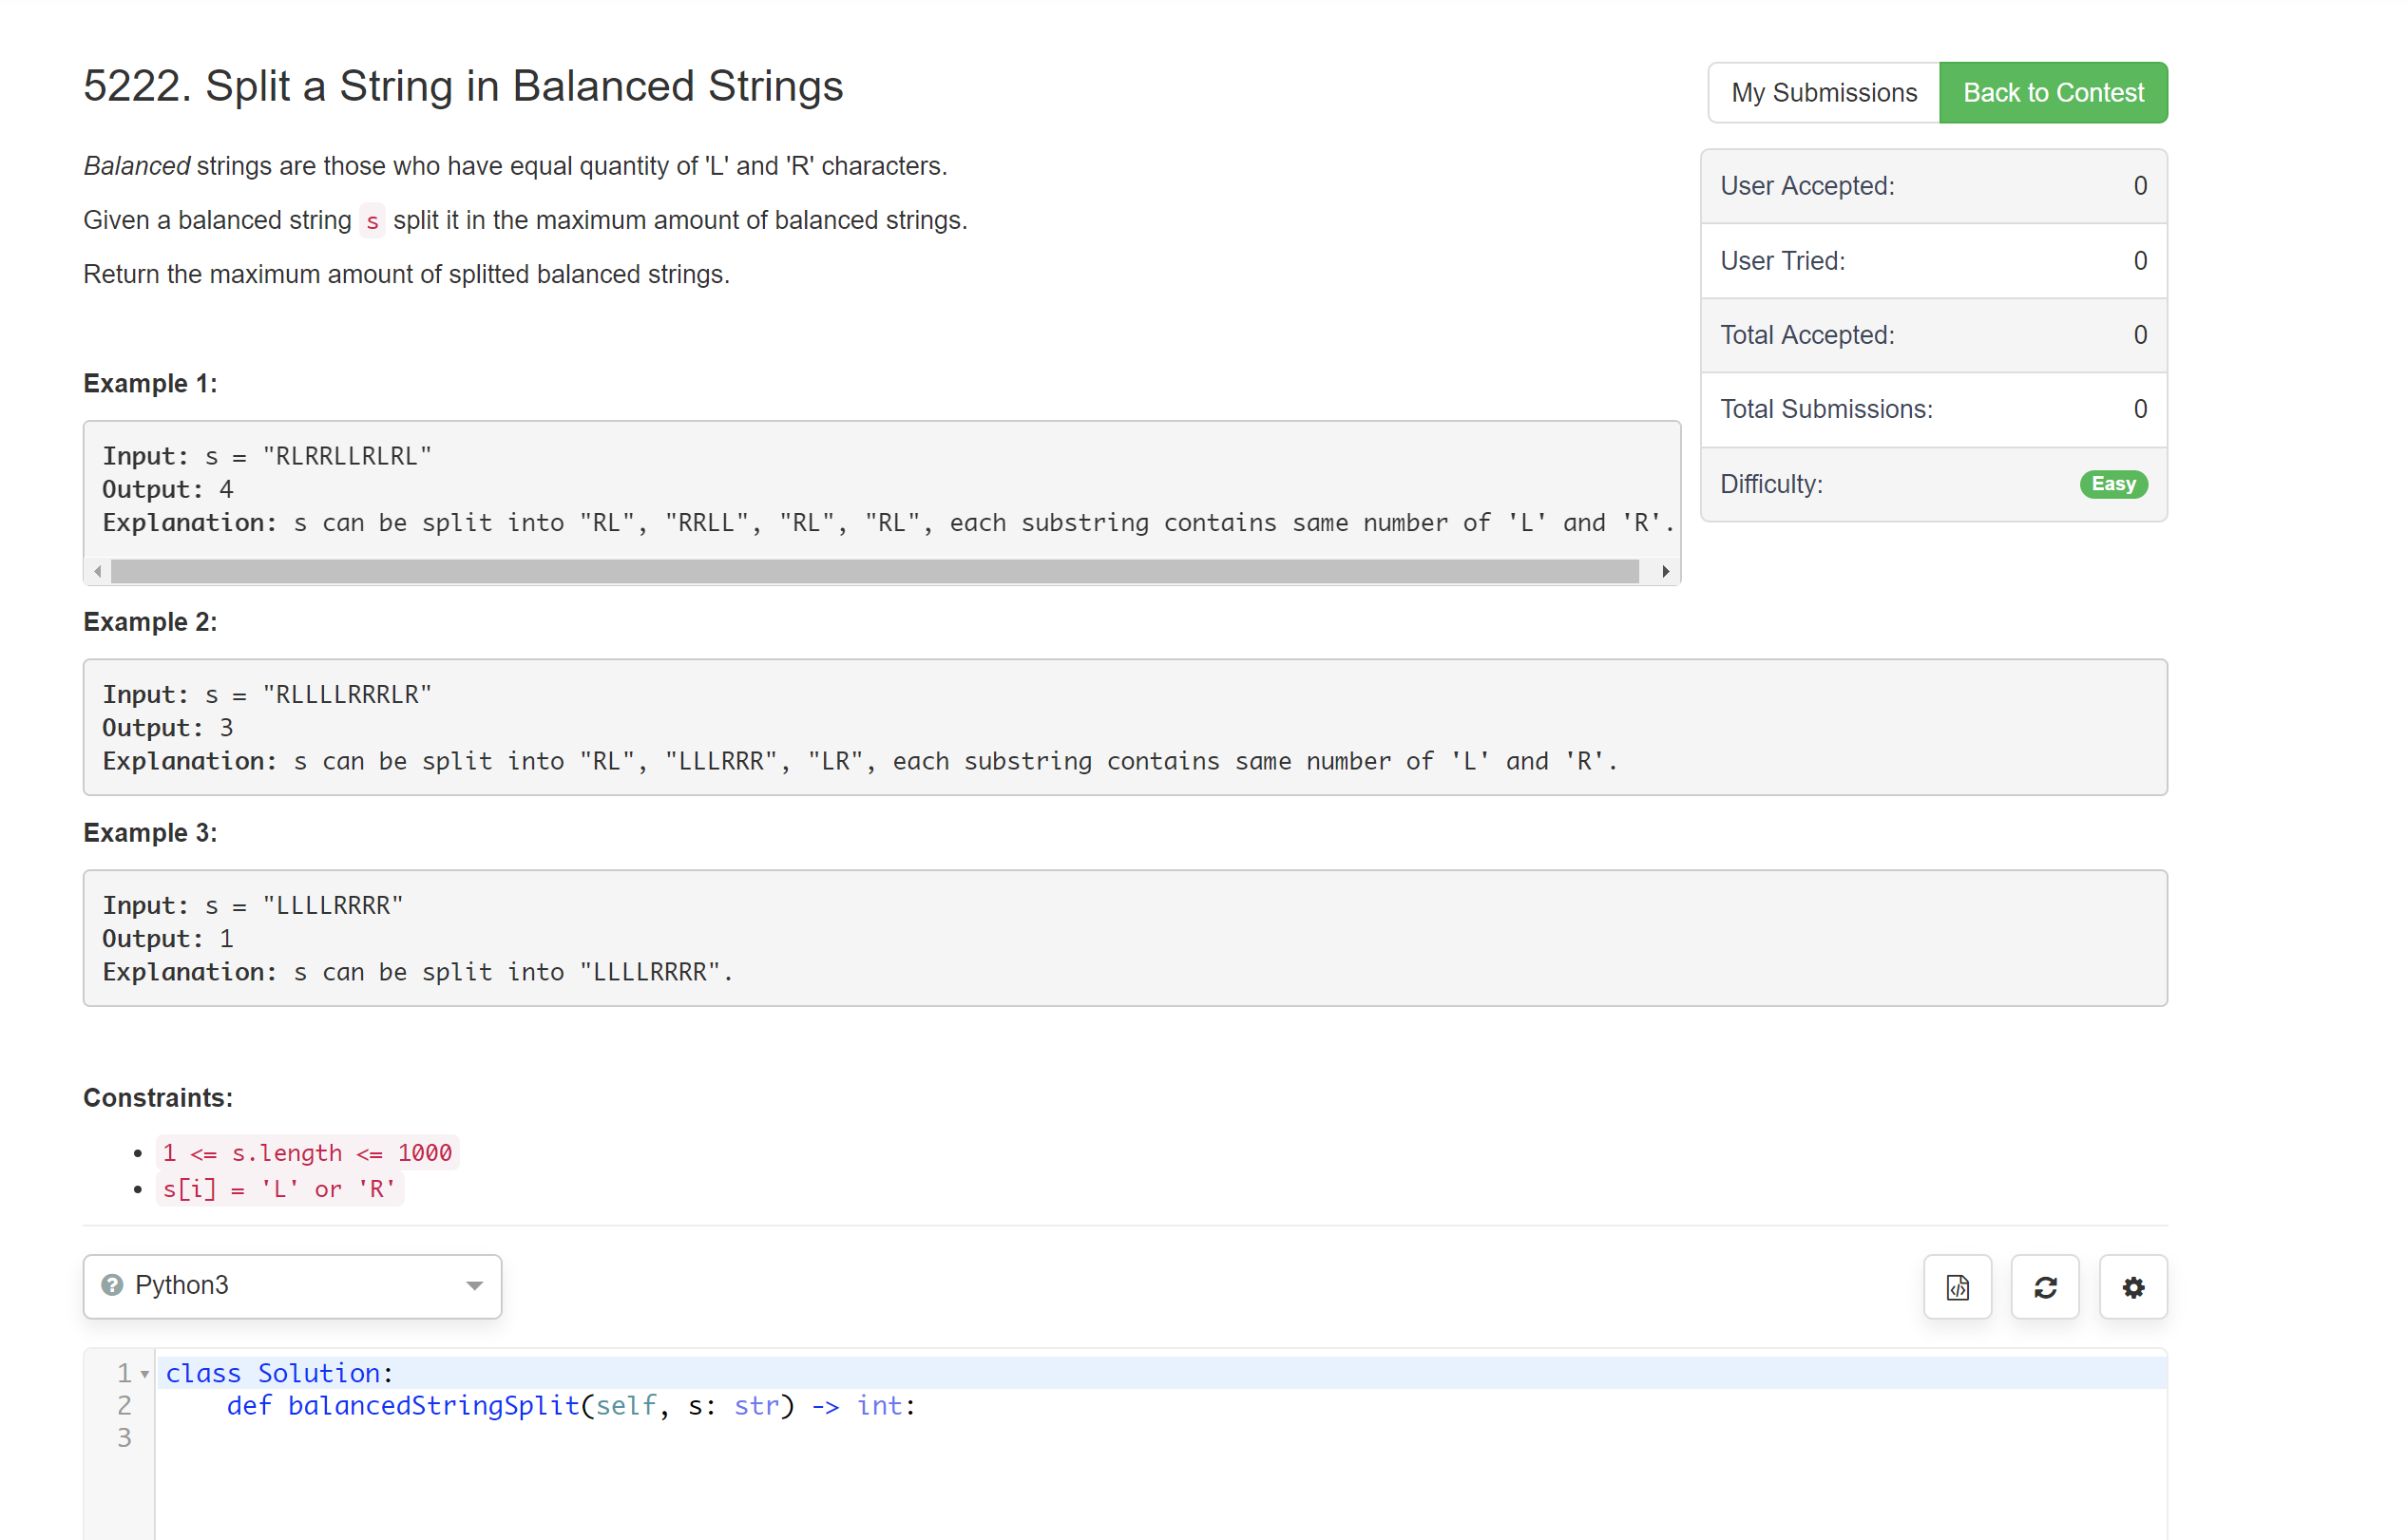 5222. Split a String in Balanced Strings
My Submissions
Back to Contest
Balanced strings are those who have equal quantity of 'L' and 'R' characters.
Given a balanced string s split it in the maximum amount of balanced strings.
Return the maximum amount of splitted balanced strings.
User Accepted: 0
User Tried: 0
Total Accepted: 0
Total Submissions: 0
Difficulty: Easy
Example 1:
Input: s = "RLRRLLRLRL"
Output: 4
Explanation: s can be split into "RL", "RRLL", "RL", "RL", each substring contains same number of 'L' and 'R'.
Example 2:
Input: s = "RLLLLRRRLR"
Output: 3
Explanation: s can be split into "RL", "LLLRRR", "LR", each substring contains same number of 'L' and 'R'.
Example 3:
Input: s = "LLLLRRRR"
Output: 1
Explanation: s can be split into "LLLLRRRR".
Constraints:
• 1 <= s.length <= 1000
• s[i] = 'L' or 'R'
Python3
1 class Solution:
2     def balancedStringSplit(self, s: str) -> int:
3